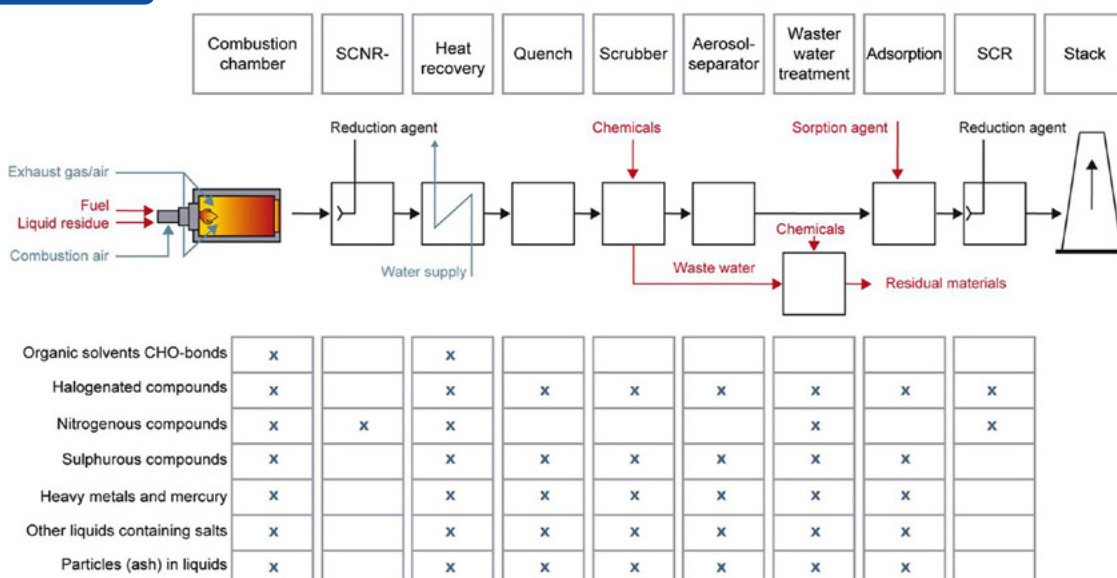 Combustion
chamber
SCNR-
Heat
recovery
Quench
Scrubber
Aerosol-
separator
Waster
water
treatment
Adsorption
SCR
Stack
Reduction agent
Chemicals
Sorption agent
Reduction agent
Exhaust gas/air
Fuel
Liquid residue
Combustion air
Water supply
Waste water
Chemicals
Residual materials
Organic solvents CHO-bonds x x
Halogenated compounds x x x x x x x x
Nitrogenous compounds x x x x x
Sulphurous compounds x x x x x x x
Heavy metals and mercury x x x x x x x
Other liquids containing salts x x x x x x x
Particles (ash) in liquids x x x x x x x